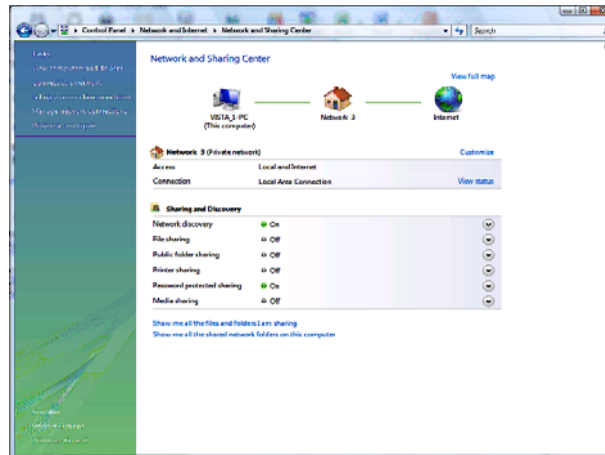 Control Panel ▸ Network and Internet ▸ Network and Sharing Center
Search
Tasks
Network and Sharing Center
View full map
VISTA_1-PC
(This computer)
Network 3
Internet
Network 3 (Private network)
Customize
Access
Local and Internet
Connection
Local Area Connection
View status
Sharing and Discovery
Network discovery
On
File sharing
Off
Public folder sharing
Off
Printer sharing
Off
Password protected sharing
On
Media sharing
Off
Show me all the files and folders I am sharing
Show me all the shared network folders on this computer